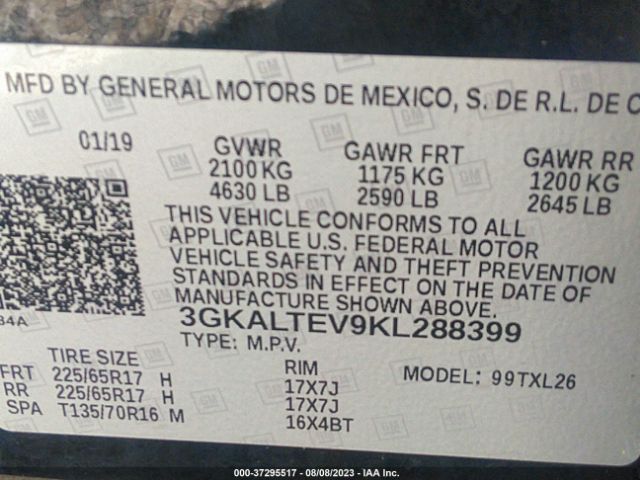 MFD BY GENERAL MOTORS DE MEXICO, S. DE R.L. DE C
01/19 GVWR GAWR FRT GAWR RR
2100 KG 1175 KG 1200 KG
4630 LB 2590 LB 2645 LB
THIS VEHICLE CONFORMS TO ALL
APPLICABLE U.S. FEDERAL MOTOR
VEHICLE SAFETY AND THEFT PREVENTION
STANDARDS IN EFFECT ON THE DATE OF
MANUFACTURE SHOWN ABOVE.
34A 3GKALTEV9KL288399
TYPE: M.P.V.
TIRE SIZE RIM MODEL: 99TXL26
FRT 225/65R17 H 17X7J
RR 225/65R17 H 17X7J
SPA T135/70R16 M 16X4BT
000-37295517 - 08/08/2023 - IAA Inc.